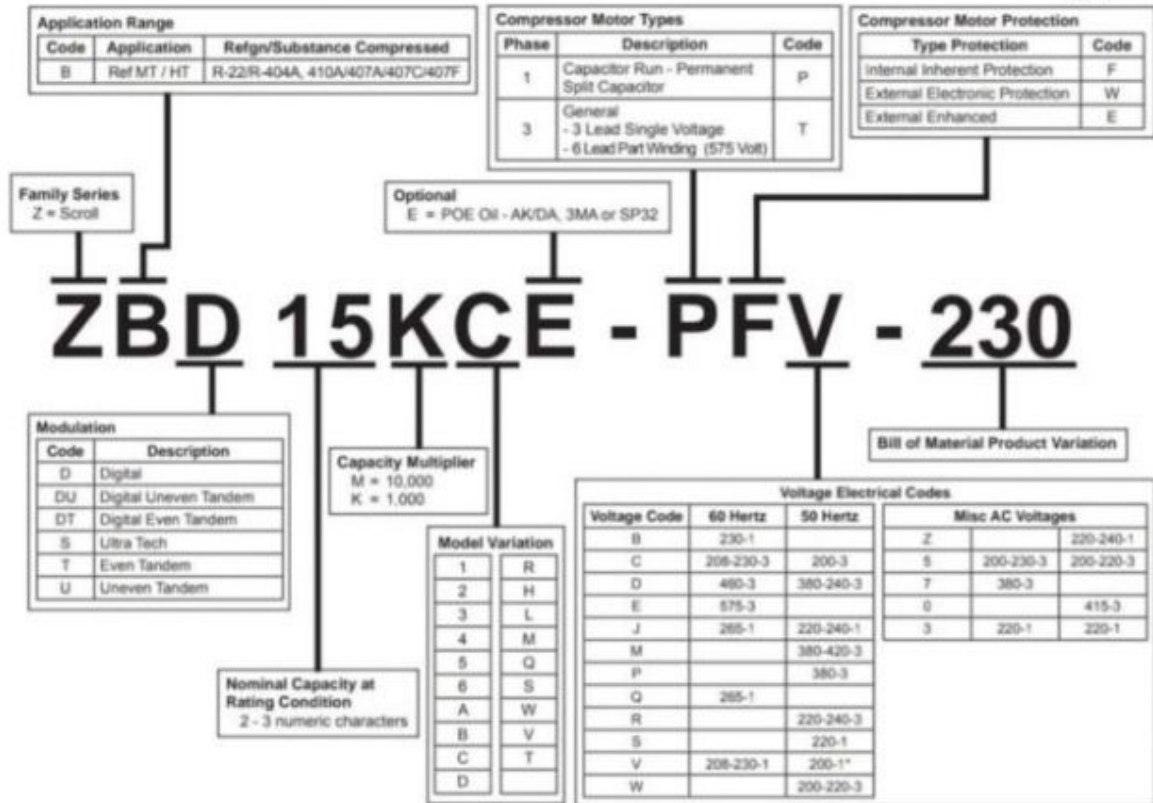 Application Range
Code Application Refgn/Substance Compressed
B Ref MT / HT R-22/R-404A, 410A/407A/407C/407F
Compressor Motor Types
Phase Description Code
1 Capacitor Run - Permanent Split Capacitor P
3 General - 3 Lead Single Voltage - 6 Lead Part Winding (575 Volt) T
Compressor Motor Protection
Type Protection Code
Internal Inherent Protection F
External Electronic Protection W
External Enhanced E
Family Series
Z = Scroll
Optional
E = POE Oil - AK/DA, 3MA or SP32
ZBD 15KCE - PFV - 230
Modulation
Code Description
D Digital
DU Digital Uneven Tandem
DT Digital Even Tandem
S Ultra Tech
T Even Tandem
U Uneven Tandem
Nominal Capacity at
Rating Condition
2 - 3 numeric characters
Capacity Multiplier
M = 10,000
K = 1,000
Model Variation
1 R
2 H
3 L
4 M
5 Q
6 S
A W
B V
C T
D
Bill of Material Product Variation
Voltage Electrical Codes
Voltage Code 60 Hertz 50 Hertz
B 230-1
C 208-230-3 200-3
D 460-3 380-240-3
E 575-3
J 265-1 220-240-1
M 380-420-3
P 380-3
Q 265-1
R 220-240-3
S 220-1
V 208-230-1 200-1*
W 200-220-3
Misc AC Voltages
Z 220-240-1
5 200-230-3 200-220-3
7 380-3
0 415-3
3 220-1 220-1